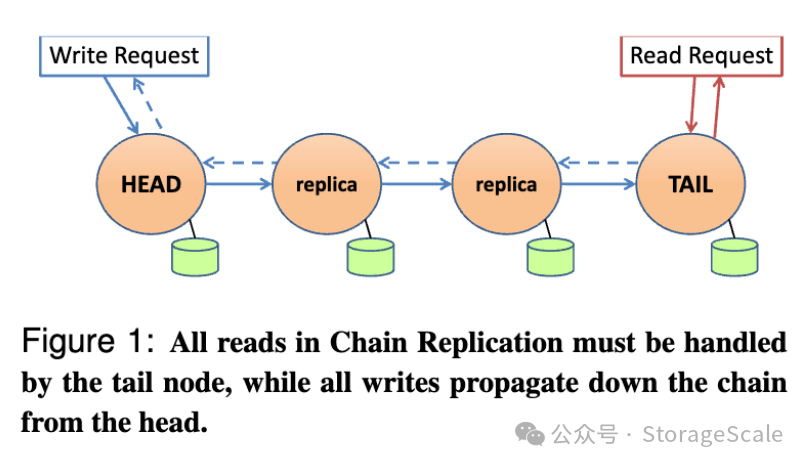 Write Request
Read Request
HEAD
replica
replica
TAIL
Figure 1: All reads in Chain Replication must be handled
by the tail node, while all writes propagate down the chain
from the head.
公众号 · StorageScale